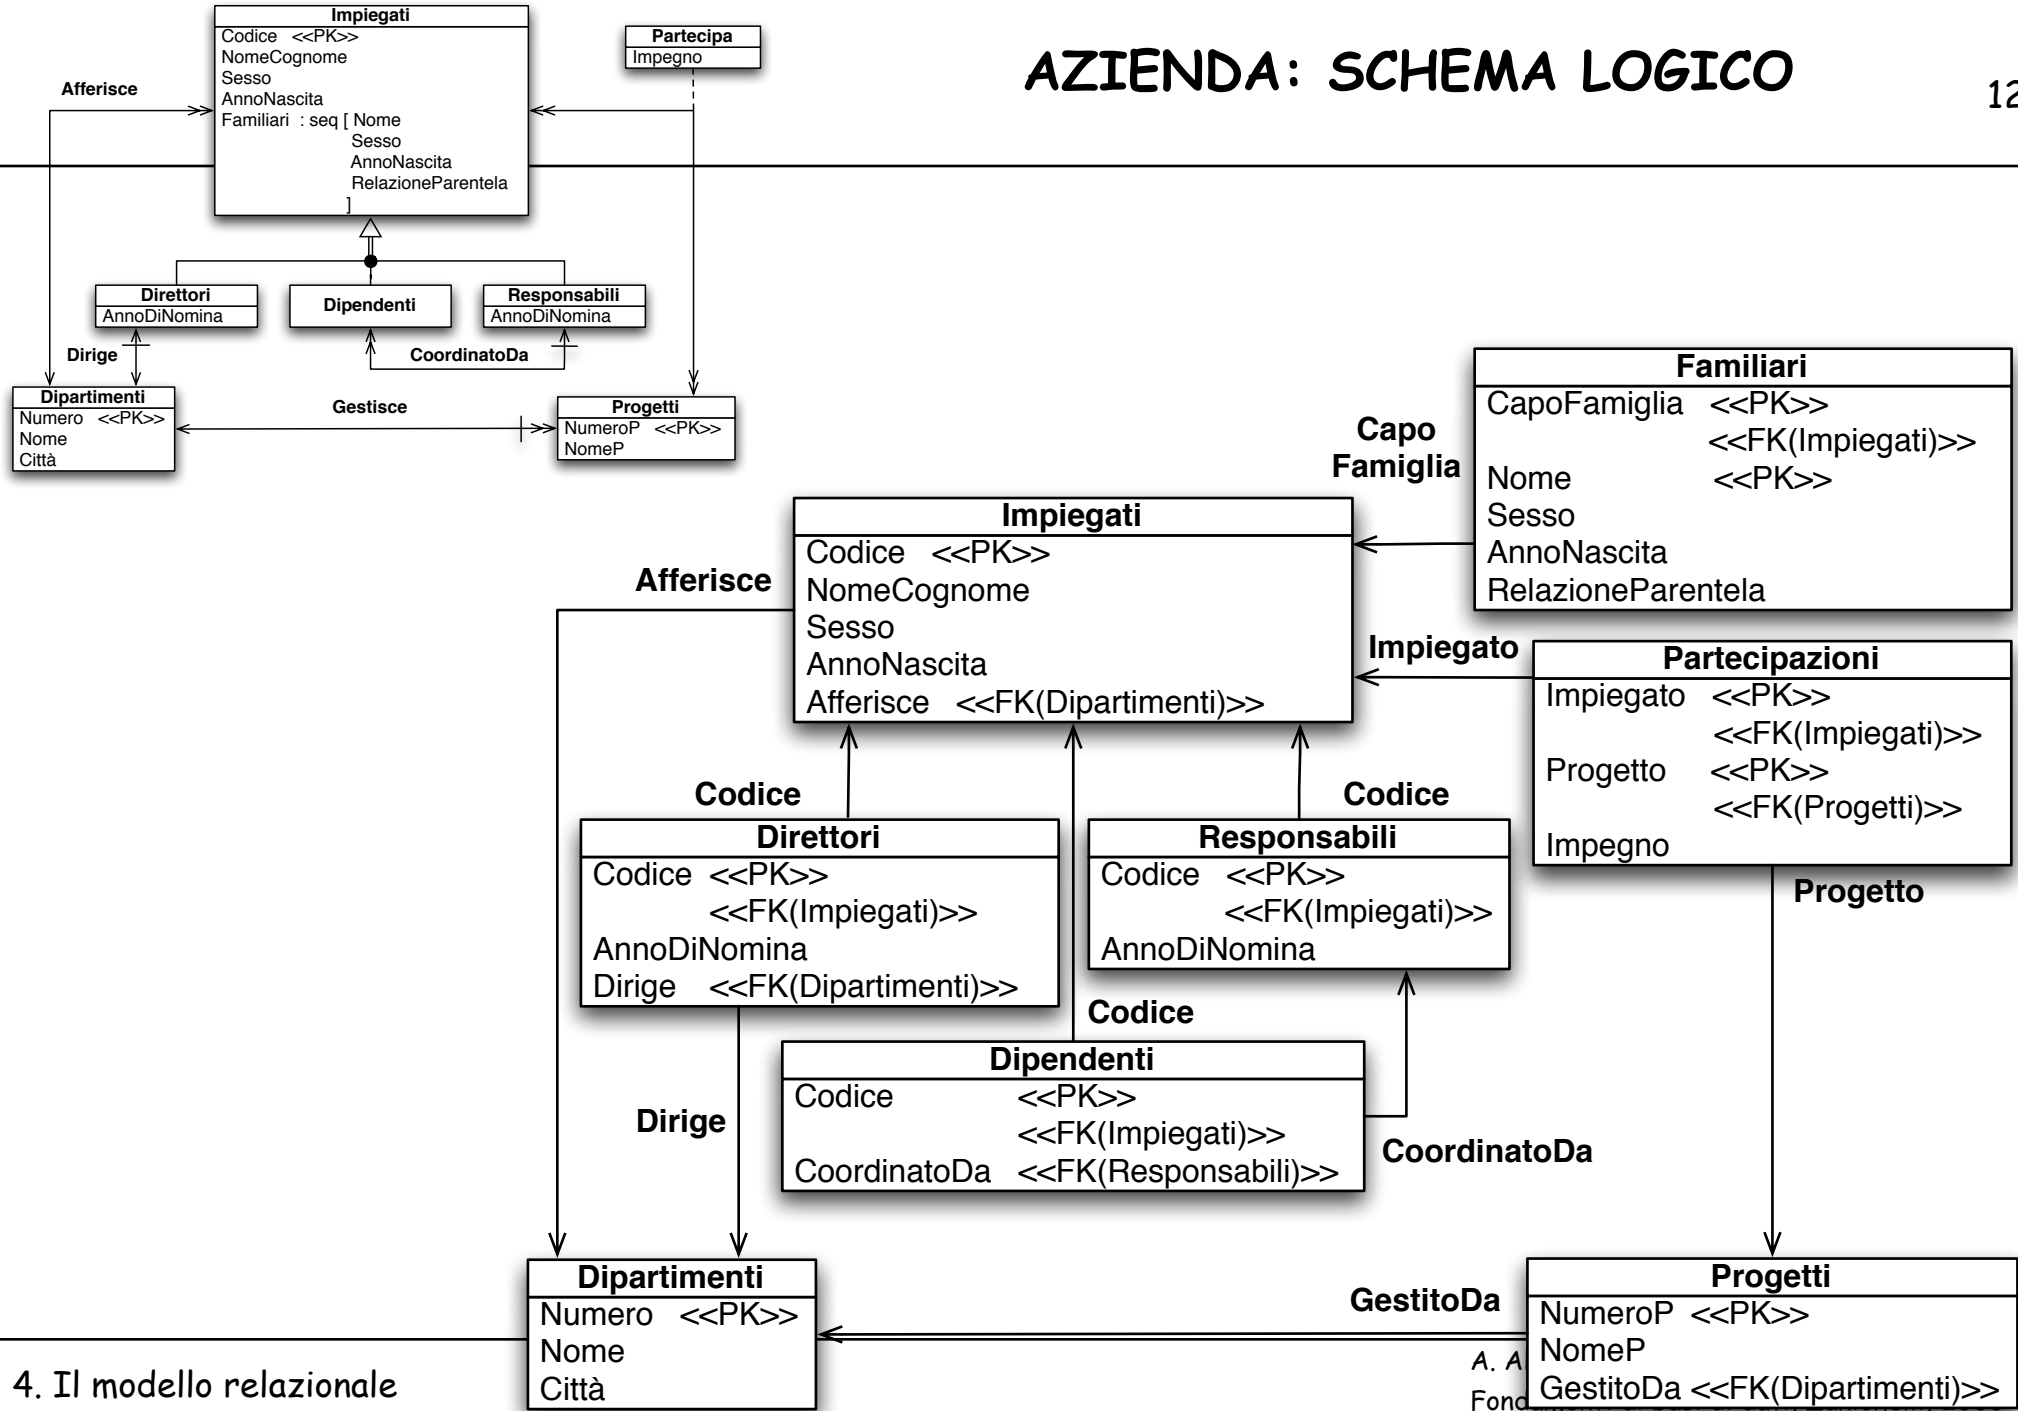 AZIENDA: SCHEMA LOGICO
12
Impiegati
Codice <<PK>>
NomeCognome
Sesso
AnnoNascita
Familiari : seq [ Nome
Sesso
AnnoNascita
RelazioneParentela
]
Partecipa
Impegno
Afferisce
Direttori
AnnoDiNomina
Dipendenti
Responsabili
AnnoDiNomina
Dirige
CoordinatoDa
Dipartimenti
Numero <<PK>>
Nome
Città
Gestisce
Progetti
NumeroP <<PK>>
NomeP
Familiari
CapoFamiglia <<PK>>
<<FK(Impiegati)>>
Nome <<PK>>
Sesso
AnnoNascita
RelazioneParentela
Capo
Famiglia
Impiegati
Codice <<PK>>
NomeCognome
Sesso
AnnoNascita
Afferisce <<FK(Dipartimenti)>>
Afferisce
Impiegato
Partecipazioni
Impiegato <<PK>>
<<FK(Impiegati)>>
Progetto <<PK>>
<<FK(Progetti)>>
Impegno
Codice
Codice
Direttori
Codice <<PK>>
<<FK(Impiegati)>>
AnnoDiNomina
Dirige <<FK(Dipartimenti)>>
Responsabili
Codice <<PK>>
<<FK(Impiegati)>>
AnnoDiNomina
Progetto
Codice
Dipendenti
Codice <<PK>>
<<FK(Impiegati)>>
CoordinatoDa <<FK(Responsabili)>>
Dirige
CoordinatoDa
Dipartimenti
Numero <<PK>>
Nome
Città
GestitoDa
Progetti
NumeroP <<PK>>
NomeP
GestitoDa <<FK(Dipartimenti)>>
4. Il modello relazionale
A. A